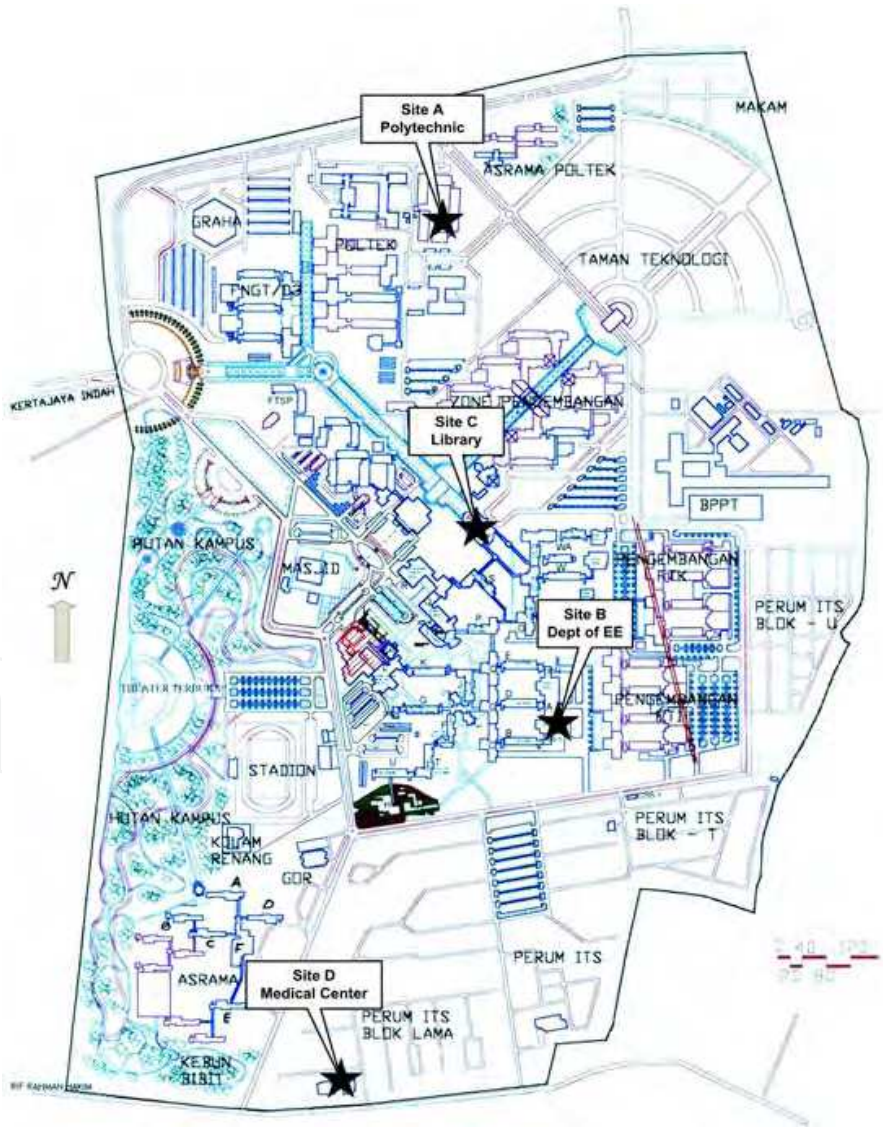 Site A
Polytechnic
MAKAM
ASRAMA POLTEK
GRAHA
POLTEK
TAMAN TEKNOLOGI
PNGT/D3
KERTAJAYA INDAH
FTSP
ZONE PENGEMBANGAN
Site C
Library
BPPT
HUTAN KAMPUS
WA
W
MASJID
PENGEMBANGAN
N
Site B
Dept of EE
PERUM ITS
BLOK - U
PENGEMBANGAN
STADION
B
U
T
HUTAN KAMPUS
KOLAM
RENANG
PERUM ITS
BLOK - T
GOR
A
B
D
C
F
ASRAMA
PERUM ITS
Site D
Medical Center
E
PERUM ITS
BLOK LAMA
KEBUN
BIBIT